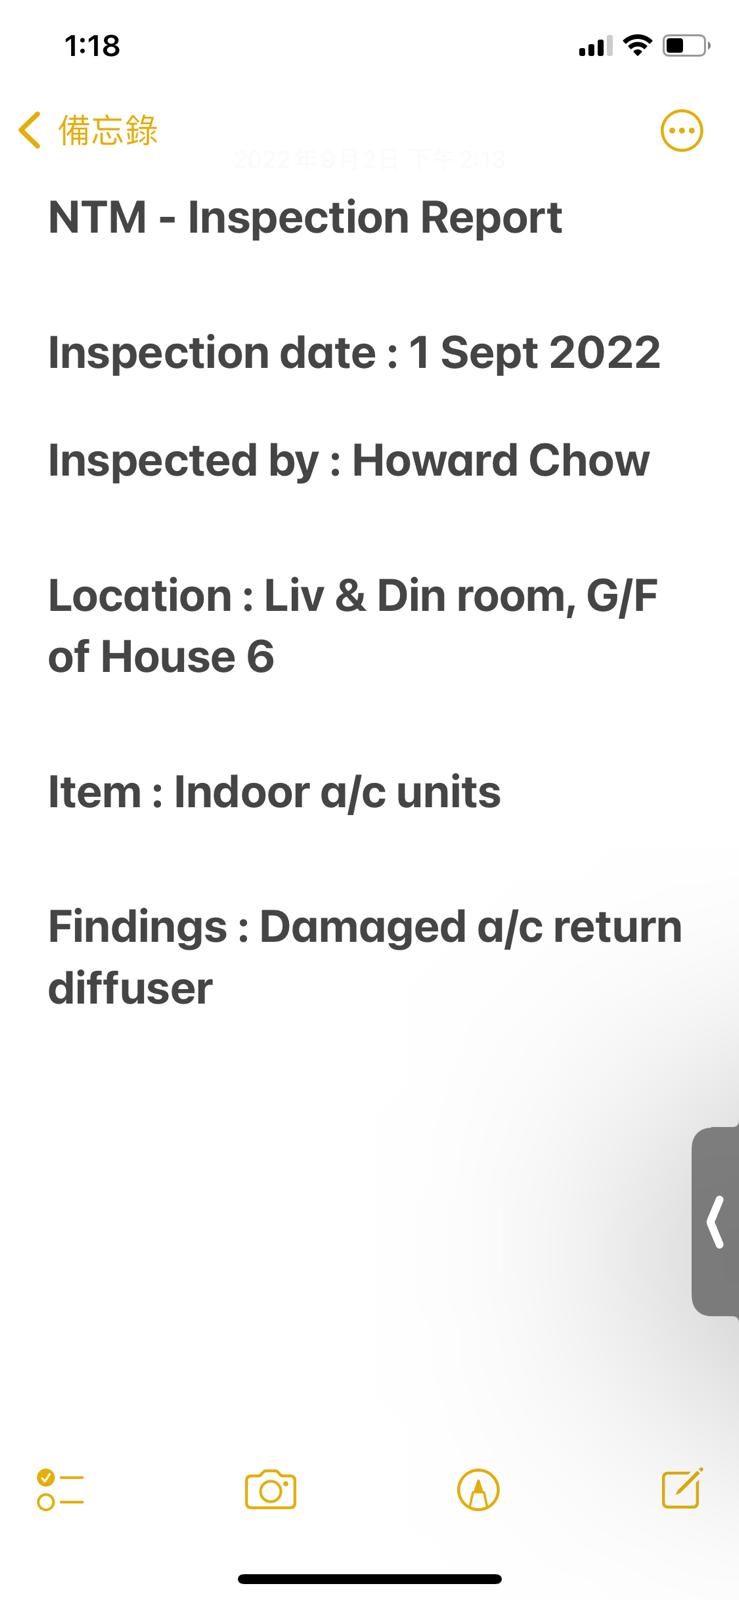 1:18
備忘錄
2022年9月2日 下午2:13
NTM - Inspection Report
Inspection date : 1 Sept 2022
Inspected by : Howard Chow
Location : Liv & Din room, G/F
of House 6
Item : Indoor a/c units
Findings : Damaged a/c return
diffuser